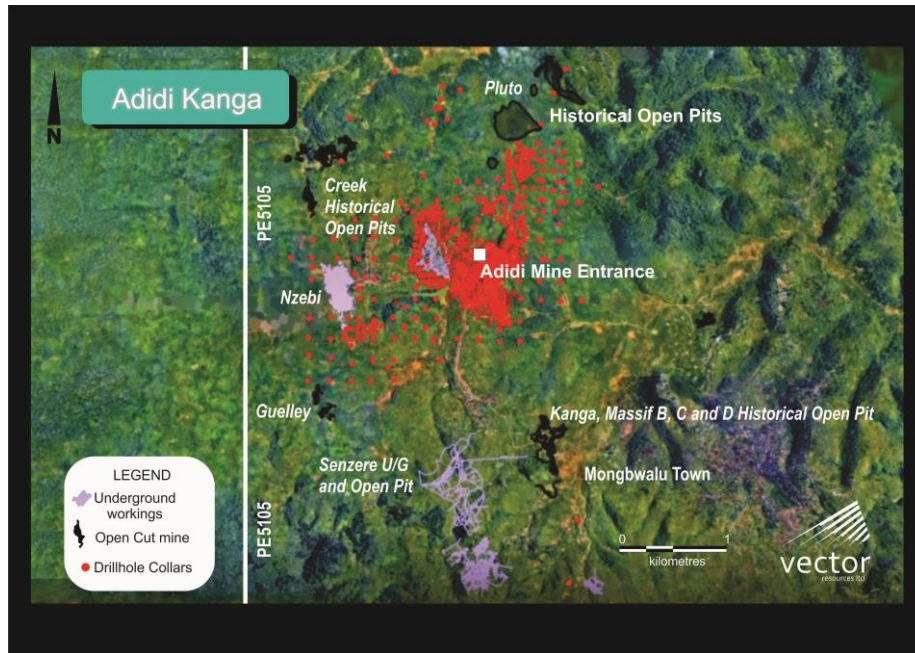 Adidi Kanga
N
Pluto
Historical Open Pits
PE5105
Creek
Historical
Open Pits
Adidi Mine Entrance
Nzebi
Guelley
Kanga, Massif B, C and D Historical Open Pit
Senzere U/G
and Open Pit
Mongbwalu Town
LEGEND
Underground
workings
Open Cut mine
Drillhole Collars
PE5105
0 1
kilometres
vector
resources ltd